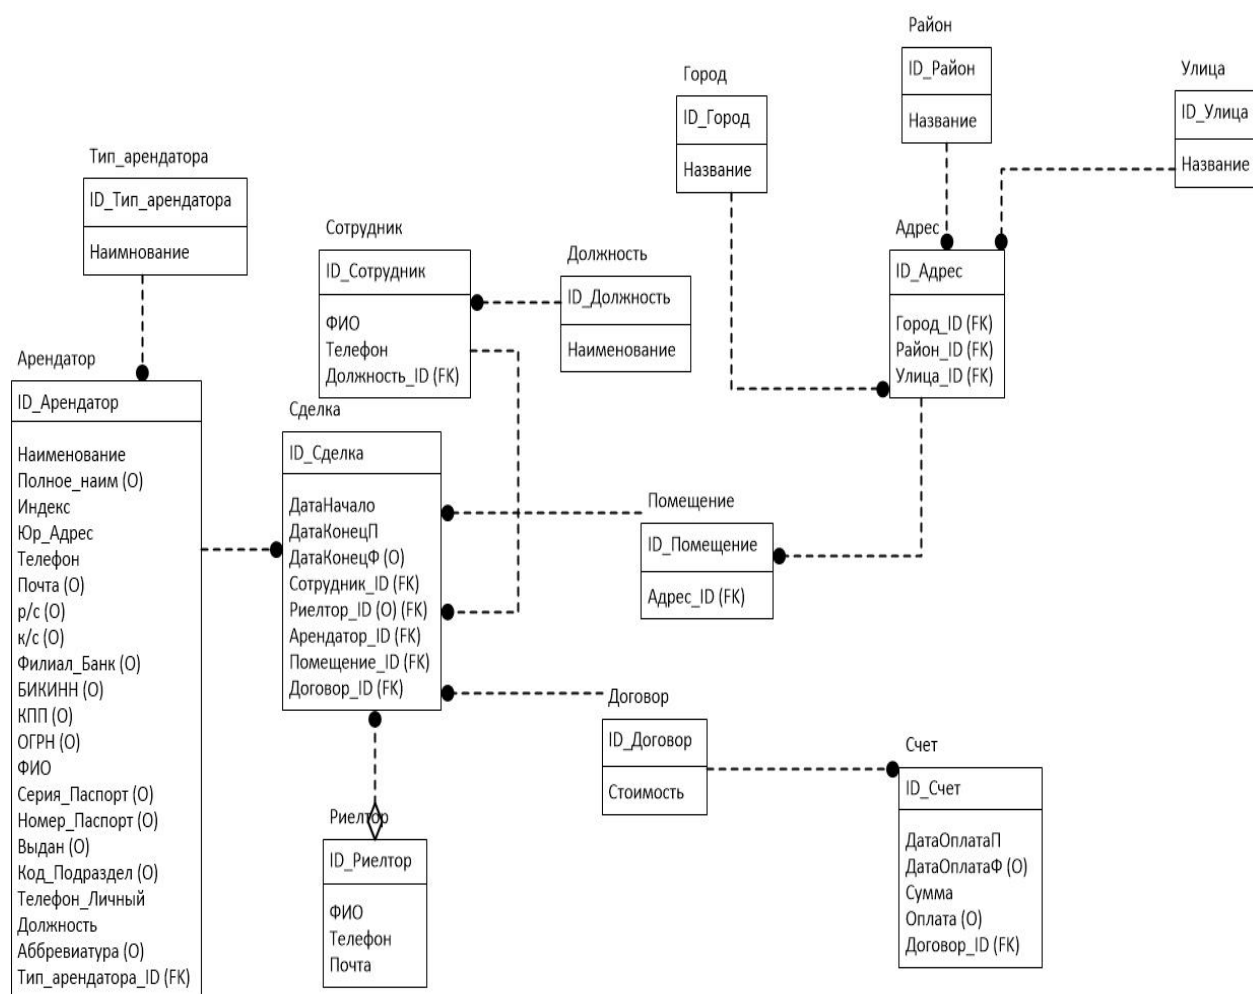 Район
ID_Район
Название
Город
ID_Город
Название
Улица
ID_Улица
Название
Тип_арендатора
ID_Тип_арендатора
Наимнование
Сотрудник
ID_Сотрудник
ФИО
Телефон
Должность_ID (FK)
Должность
ID_Должность
Наименование
Адрес
ID_Адрес
Город_ID (FK)
Район_ID (FK)
Улица_ID (FK)
Арендатор
ID_Арендатор
Наименование
Полное_наим (O)
Индекс
Юр_Адрес
Телефон
Почта (O)
р/с (O)
к/с (O)
Филиал_Банк (O)
БИКИНН (O)
КПП (O)
ОГРН (O)
ФИО
Серия_Паспорт (O)
Номер_Паспорт (O)
Выдан (O)
Код_Подраздел (O)
Телефон_Личный
Должность
Аббревиатура (O)
Тип_арендатора_ID (FK)
Сделка
ID_Сделка
ДатаНачало
ДатаКонецП
ДатаКонецФ (O)
Сотрудник_ID (FK)
Риелтор_ID (O) (FK)
Арендатор_ID (FK)
Помещение_ID (FK)
Договор_ID (FK)
Помещение
ID_Помещение
Адрес_ID (FK)
Договор
ID_Договор
Стоимость
Счет
ID_Счет
ДатаОплатаП
ДатаОплатаФ (O)
Сумма
Оплата (O)
Договор_ID (FK)
Риелтор
ID_Риелтор
ФИО
Телефон
Почта